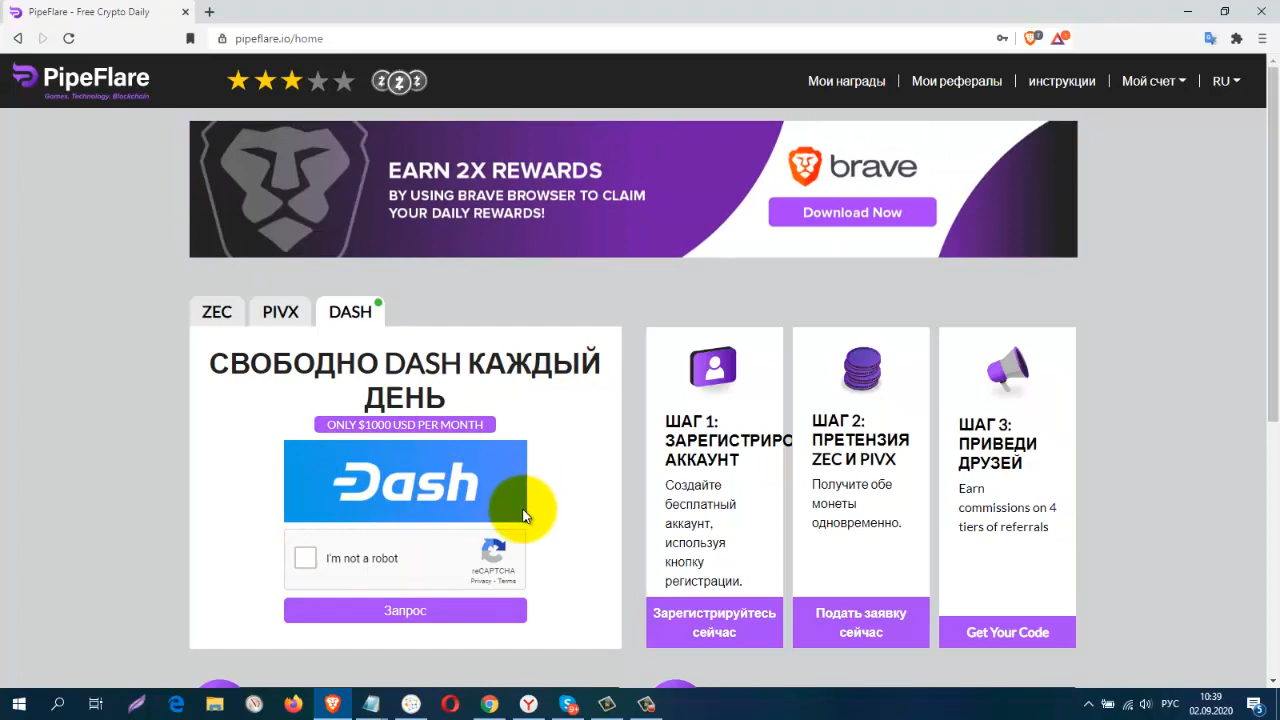 PipeFlare - Free Crypto Daily
pipeflare.io/home
PipeFlare
Games. Technology. Blockchain
Мои награды
Мои рефералы
инструкции
Мой счет
RU
EARN 2X REWARDS
BY USING BRAVE BROWSER TO CLAIM
YOUR DAILY REWARDS!
brave
Download Now
ZEC
PIVX
DASH
СВОБОДНО DASH КАЖДЫЙ
ДЕНЬ
ONLY $1000 USD PER MONTH
Dash
I'm not a robot
reCAPTCHA
Privacy - Terms
Запрос
ШАГ 1:
ЗАРЕГИСТРИРО
АККАУНТ
Создайте
бесплатный
аккаунт,
используя
кнопку
регистрации.
Зарегистрируйтесь
сейчас
ШАГ 2:
ПРЕТЕНЗИЯ
ZEC И PIVX
Получите обе
монеты
одновременно.
Подать заявку
сейчас
ШАГ 3:
ПРИВЕДИ
ДРУЗЕЙ
Earn
commissions on 4
tiers of referrals
Get Your Code
РУС
10:39
02.09.2020